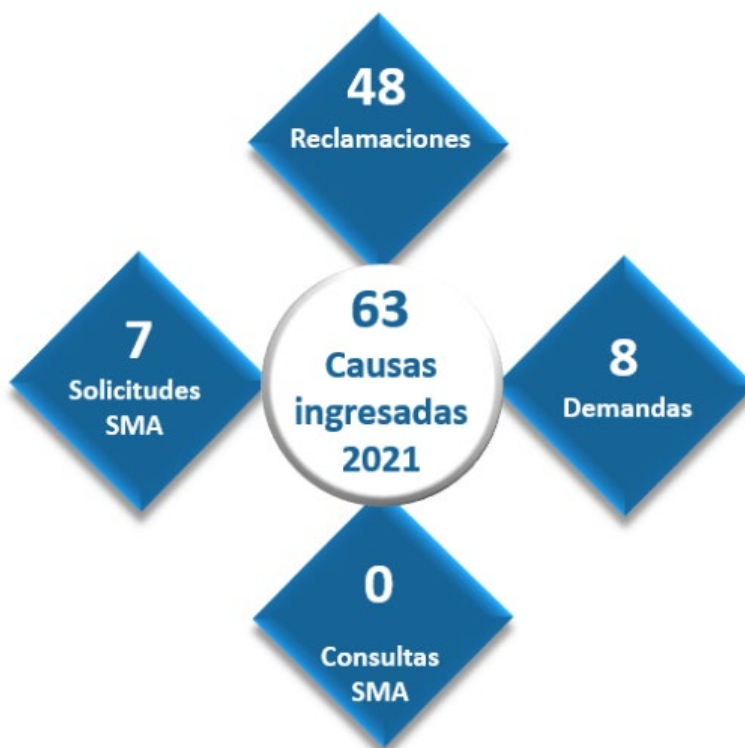 48
Reclamaciones
7
Solicitudes
SMA
63
Causas
ingresadas
2021
8
Demandas
0
Consultas
SMA